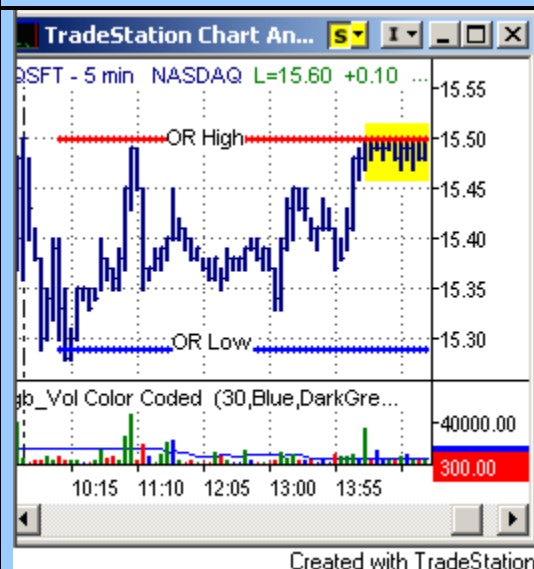 TradeStation Chart An... S I
QSFT - 5 min NASDAQ L=15.60 +0.10 ...
15.55
OR High
15.50
15.45
15.40
15.35
OR Low
15.30
gb_Vol Color Coded (30,Blue,DarkGre...
40000.00
300.00
10:15 11:10 12:05 13:00 13:55
Created with TradeStation